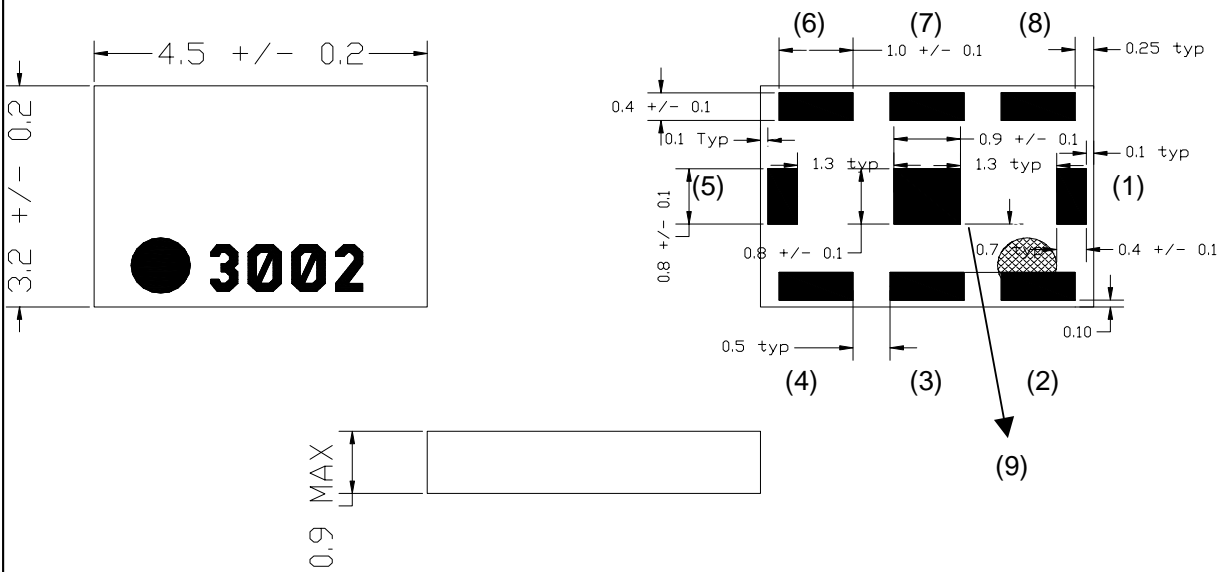 (6) (7) (8)
4.5 +/- 0.2
1.0 +/- 0.1
0.25 typ
3.2 +/- 0.2
0.4 +/- 0.1
0.1 Typ
0.9 +/- 0.1
0.1 typ
1.3 typ
1.3 typ
(5)
(1)
0.8 +/- 0.1
0.8 +/- 0.1
0.7 typ
0.4 +/- 0.1
3002
0.10
0.5 typ
(4) (3) (2)
(9)
0.9 MAX